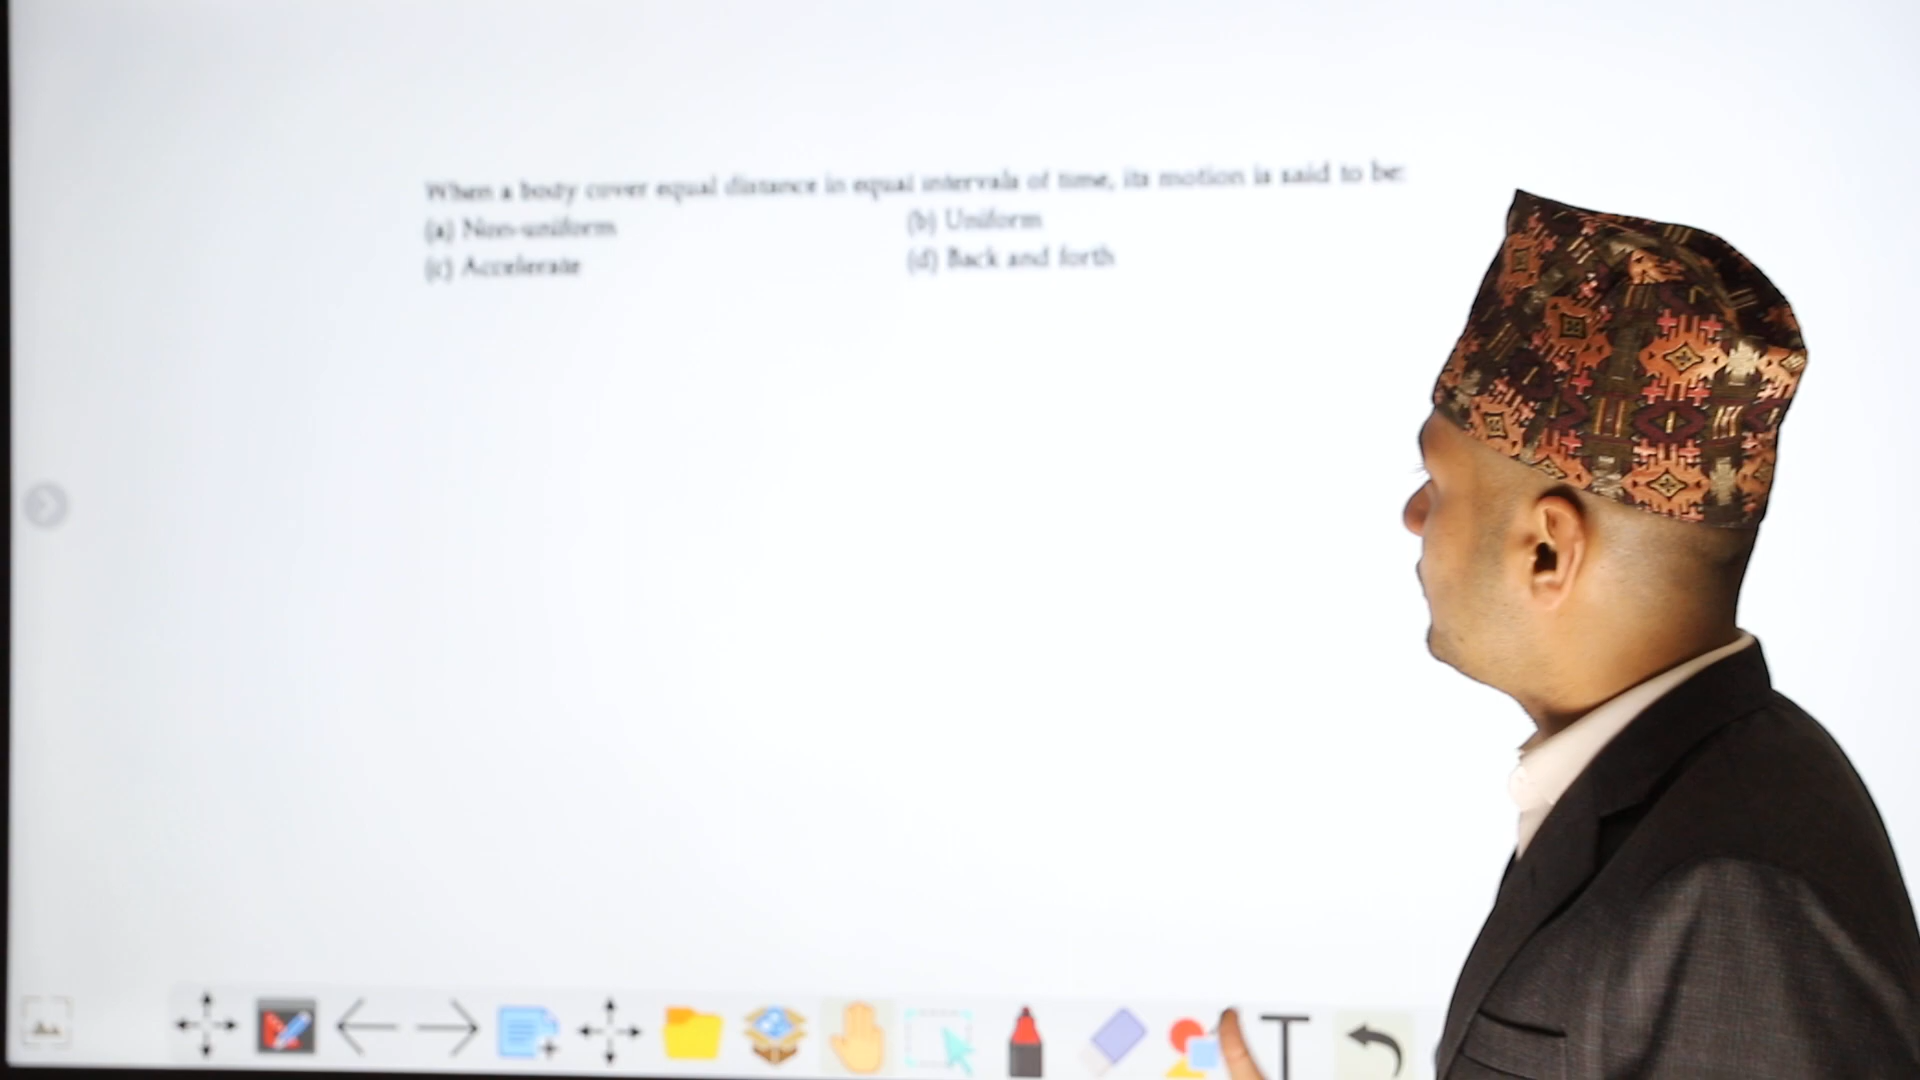 When a body cover equal distance in equal intervals of time, its motion is said to be:
(a) Non-uniform (b) Uniform
(c) Accelerate (d) Back and forth
T